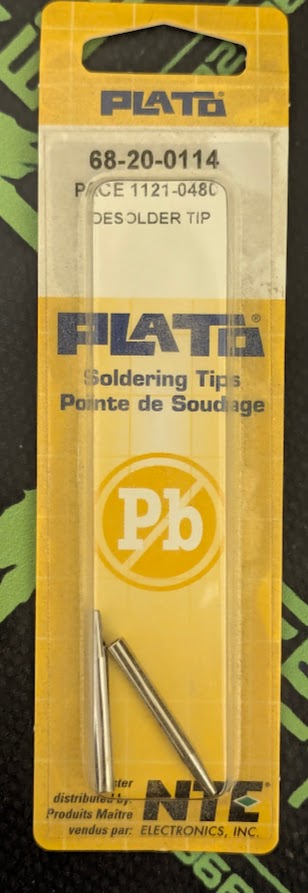 PLATO®
68-20-0114
PACE 1121-0480
DESOLDER TIP
PLATO®
Soldering Tips
Pointe de Soudage
Pb
distributed by:
Produits Maitre
vendus par:
NTE®
ELECTRONICS, INC.